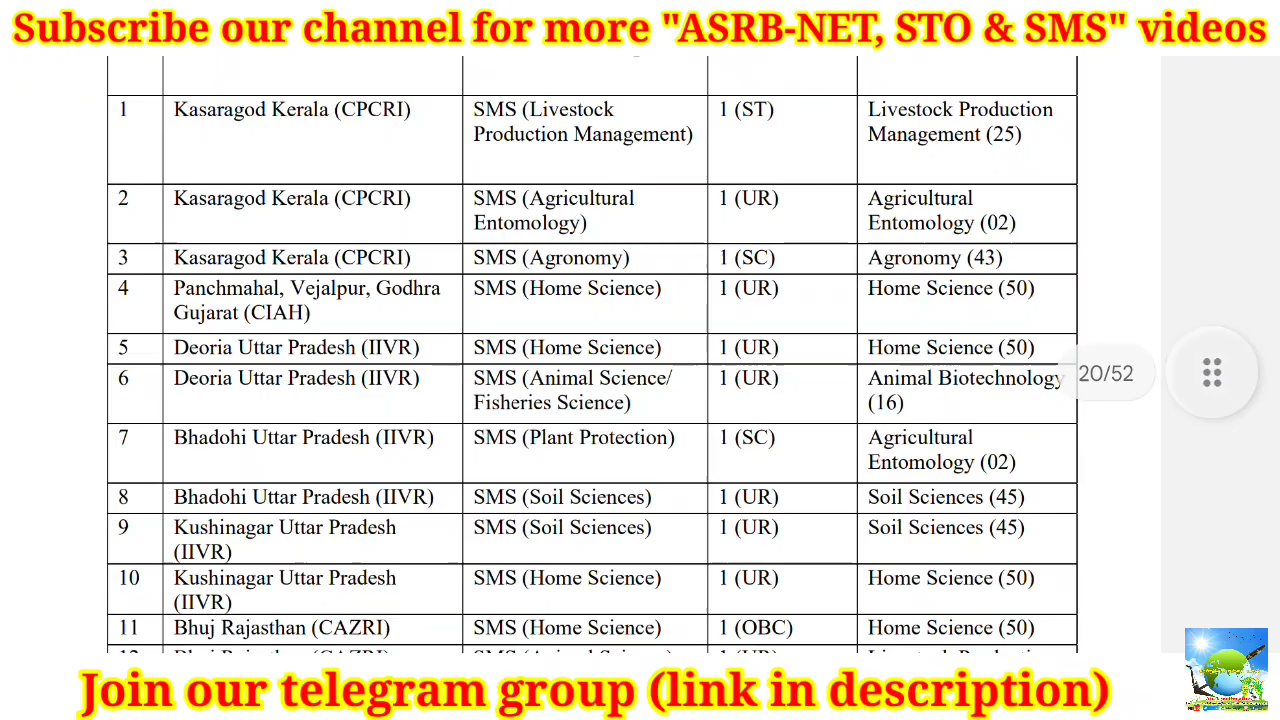 Subscribe our channel for more "ASRB-NET, STO & SMS" videos
1 Kasaragod Kerala (CPCRI) SMS (Livestock 1 (ST) Livestock Production
Production Management) Management (25)
2 Kasaragod Kerala (CPCRI) SMS (Agricultural 1 (UR) Agricultural
Entomology) Entomology (02)
3 Kasaragod Kerala (CPCRI) SMS (Agronomy) 1 (SC) Agronomy (43)
4 Panchmahal, Vejalpur, Godhra SMS (Home Science) 1 (UR) Home Science (50)
Gujarat (CIAH)
5 Deoria Uttar Pradesh (IIVR) SMS (Home Science) 1 (UR) Home Science (50)
6 Deoria Uttar Pradesh (IIVR) SMS (Animal Science/ 1 (UR) Animal Biotechnology 20/52
Fisheries Science) (16)
7 Bhadohi Uttar Pradesh (IIVR) SMS (Plant Protection) 1 (SC) Agricultural
Entomology (02)
8 Bhadohi Uttar Pradesh (IIVR) SMS (Soil Sciences) 1 (UR) Soil Sciences (45)
9 Kushinagar Uttar Pradesh SMS (Soil Sciences) 1 (UR) Soil Sciences (45)
(IIVR)
10 Kushinagar Uttar Pradesh SMS (Home Science) 1 (UR) Home Science (50)
(IIVR)
11 Bhuj Rajasthan (CAZRI) SMS (Home Science) 1 (OBC) Home Science (50)
Join our telegram group (link in description)